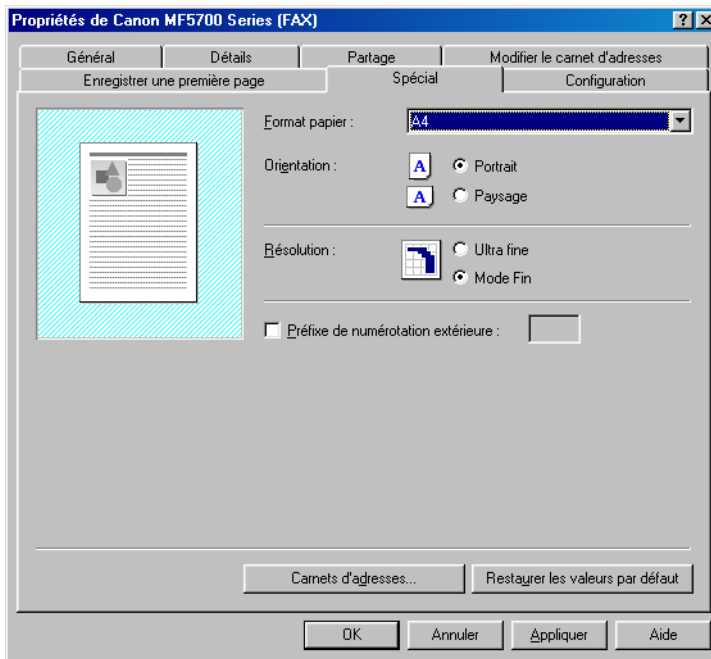 Propriétés de Canon MF5700 Series (FAX)
Général Détails Partage Modifier le carnet d'adresses
Enregistrer une première page Spécial Configuration
Format papier : A4
Orientation : A Portrait
A Paysage
Résolution : Ultra fine
Mode Fin
Préfixe de numérotation extérieure :
Carnets d'adresses... Restaurer les valeurs par défaut
OK Annuler Appliquer Aide